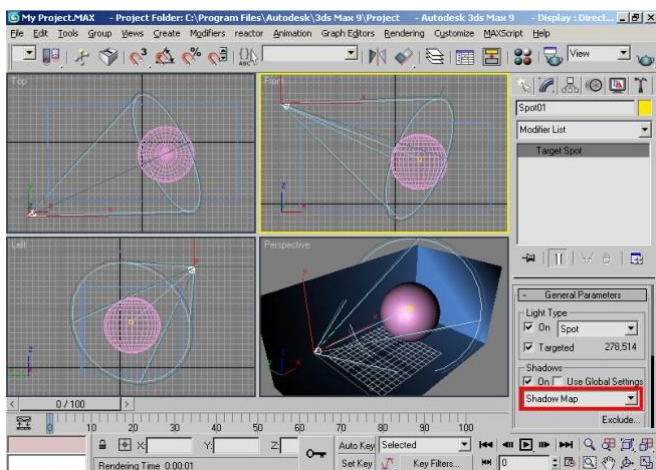 My Project.MAX - Project Folder: C:\Program Files\Autodesk\3ds Max 9\Project - Autodesk 3ds Max 9 - Display : Direct...
File Edit Tools Group Views Create Modifiers reactor Animation Graph Editors Rendering Customize MAXScript Help
View
Top
Front
Spot01
Modifier List
Target Spot
Left
Perspective
General Parameters
Light Type
On Spot
Targeted 278,514
Shadows
On Use Global Settings
Shadow Map
Exclude...
0 / 100
0 10 20 30 40 50 60 70 80 90 100
X: Y: Z: Auto Key Selected
Rendering Time 0:00:01 Set Key Key Filters... 0